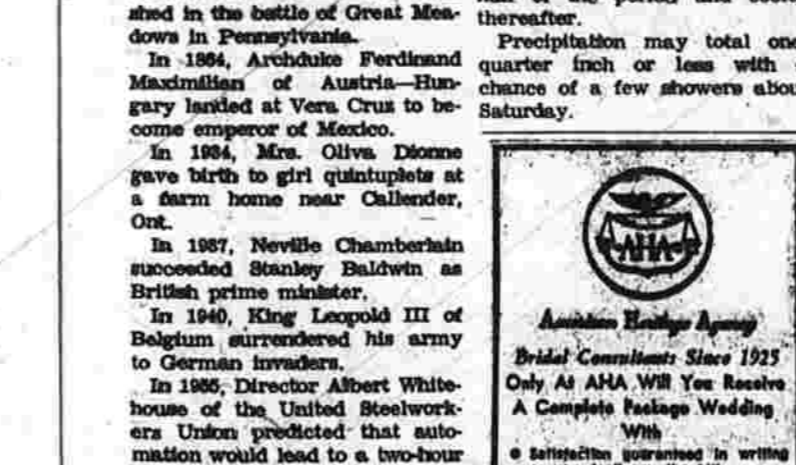 shed in the battle of Great Mea-
dows in Pennsylvania.
In 1864, Archduke Ferdinand
Maximilian of Austria—Hun-
gary landed at Vera Cruz to be-
come emperor of Mexico.
In 1934, Mrs. Oliva Dionne
gave birth to girl quintuplets at
a farm home near Callender,
Ont.
In 1937, Neville Chamberlain
succeeded Stanley Baldwin as
British prime minister.
In 1940, King Leopold III of
Belgium surrendered his army
to German invaders.
In 1955, Director Albert White-
house of the United Steelwork-
ers Union predicted that auto-
mation would lead to a two-hour
thereafter.
Precipitation may total one
quarter inch or less with
chance of a few showers abou
Saturday.
AHA
American Heritage Agency
Bridal Consultants Since 1925
Only At AHA Will You Receive
A Complete Package Wedding
With
• Satisfaction guaranteed in writing